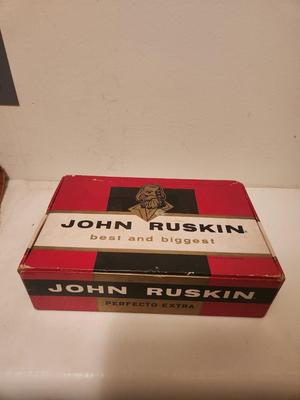 JOHN RUSKIN
best and biggest
JOHN RUSKIN
PERFECTO EXTRA